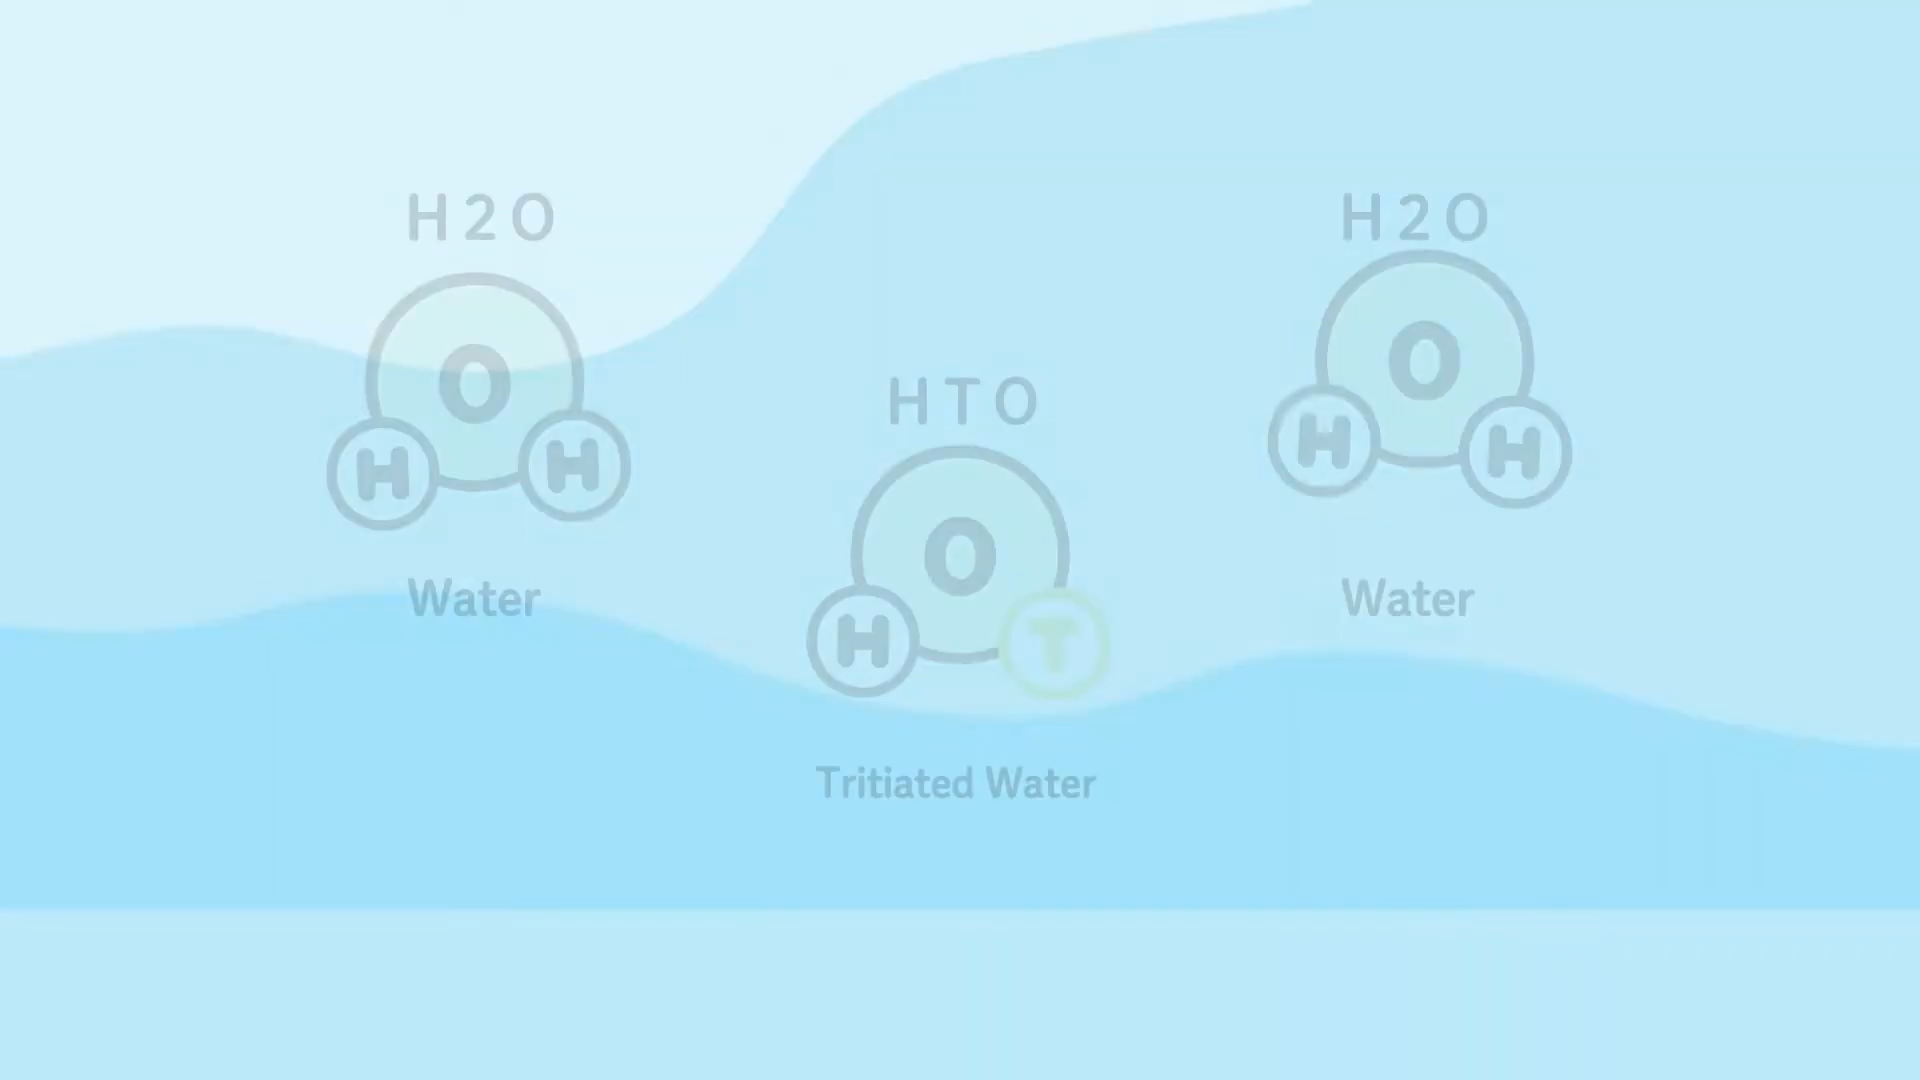 H2O
O
H H
Water
HTO
O
H T
Tritiated Water
H2O
O
H H
Water